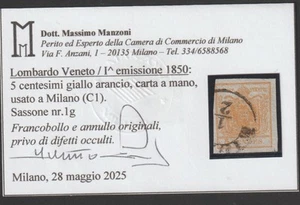 Dott. Massimo Manzoni
Perito ed Esperto della Camera di Commercio di Milano
Via F. Anzani, 1 – 20135 Milano – Tel. 334/6588568
Lombardo Veneto / I^ emissione 1850:
5 centesimi giallo arancio, carta a mano,
usato a Milano (C1).
Sassone nr.1g
Francobollo e annullo originali,
privo di difetti occulti.
Milano, 28 maggio 2025